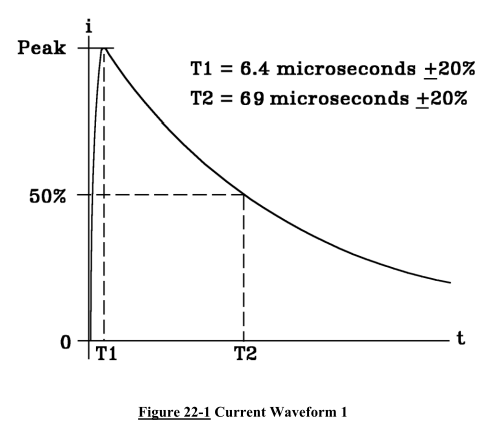 i
Peak
T1 = 6.4 microseconds ±20%
T2 = 69 microseconds ±20%
50%
0
T1
T2
t
Figure 22-1 Current Waveform 1